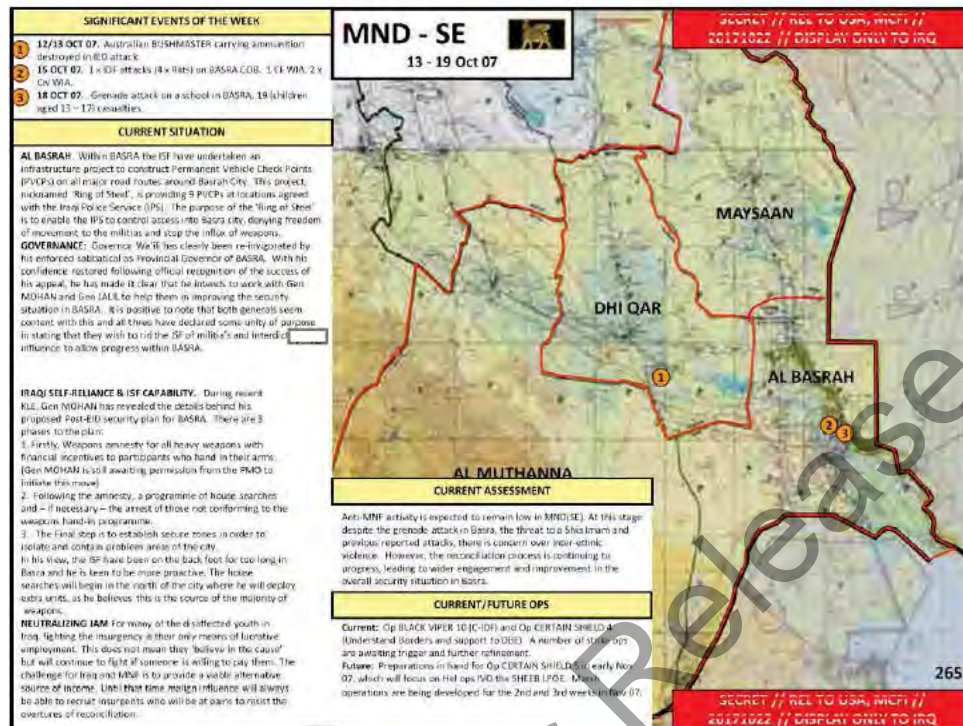 SIGNIFICANT EVENTS OF THE WEEK
1 12/13 OCT 07. Australian BUSHMASTER carrying ammunition
destroyed in IED attack.
2 15 OCT 07. 1 x IDF attacks (4 x Rkts) on BASRA COB. 1 CF WIA. 2 x
CIV WIA.
3 18 OCT 07. Grenade attack on a school in BASRA, 19 (children
aged 13 – 17) casualties.
CURRENT SITUATION
AL BASRAH. Within BASRA the ISF have undertaken an
infrastructure project to construct Permanent Vehicle Check Points
(PVCPs) on all major road routes around Basrah City. This project,
nicknamed 'Ring of Steel', is providing 9 PVCPs at locations agreed
with the Iraqi Police Service (IPS). The purpose of the 'Ring of Steel'
is to enable the IPS to control access into Basra city, denying freedom
of movement to the militias and stop the influx of weapons.
GOVERNANCE: Governor Wa'ili has clearly been re-invigorated by
his enforced sabbatical as Provincial Governor of BASRA. With his
confidence restored following official recognition of the success of
his appeal, he has made it clear that he intends to work with Gen
MOHAN and Gen JALIL to help them in improving the security
situation in BASRA. It is positive to note that both generals seem
content with this and all three have declared some unity of purpose
in stating that they wish to rid the ISF of militia's and interdict
influence to allow progress within BASRA.
IRAQI SELF-RELIANCE & ISF CAPABILITY. During recent
KLE, Gen MOHAN has revealed the details behind his
proposed Post-EID security plan for BASRA. There are 3
phases to the plan:
1. Firstly, Weapons amnesty for all heavy weapons with
financial incentives to participants who hand in their arms.
(Gen MOHAN is still awaiting permission from the PMO to
initiate this move)
2. Following the amnesty, a programme of house searches
and – if necessary – the arrest of those not conforming to the
weapons hand-in programme.
3. The Final step is to establish secure zones in order to
isolate and contain problem areas of the city.
In his view, the ISF have been on the back foot for too long in
Basra and he is keen to be more proactive. The house
searches will begin in the north of the city where he will deploy
extra units, as he believes this is the source of the majority of
weapons.
NEUTRALIZING JAM For many of the disaffected youth in
Iraq, fighting the insurgency is their only means of lucrative
employment. This does not mean they 'believe in the cause'
but will continue to fight if someone is willing to pay them. The
challenge for Iraq and MNF is to provide a viable alternative
source of income. Until that time malign influence will always
be able to recruit insurgents who will be at pains to resist the
overtures of reconciliation.
MND - SE
13 - 19 Oct 07
SECRET // REL TO USA, MCFI //
20171022 // DISPLAY ONLY TO IRQ
MAYSAAN
DHI QAR
1
AL BASRAH
2 3
AL MUTHANNA
CURRENT ASSESSMENT
Anti-MNF activity is expected to remain low in MND(SE). At this stage
despite the grenade attack in Basra, the threat to a Shia Imam and
previous reported attacks, there is concern over inter-ethnic
violence. However, the reconciliation process is continuing to
progress, leading to wider engagement and improvement in the
overall security situation in Basra.
CURRENT/FUTURE OPS
Current: Op BLACK VIPER 10 (C-IDF) and Op CERTAIN SHIELD 4
(Understand Borders and support to DBE). A number of strike ops
are awaiting trigger and further refinement.
Future: Preparations in hand for Op CERTAIN SHIELD 5 in early Nov
07, which will focus on Hel ops IVO the SHEEB LPOE. Marsh
operations are being developed for the 2nd and 3rd weeks in Nov 07.
265
SECRET // REL TO USA, MCFI //
20171022 // DISPLAY ONLY TO IRQ
Release